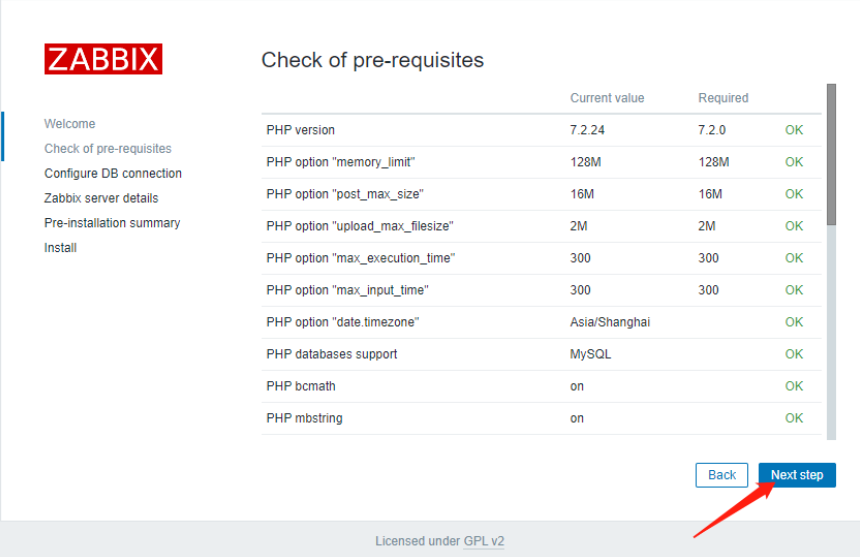 ZABBIX
Welcome
Check of pre-requisites
Configure DB connection
Zabbix server details
Pre-installation summary
Install
Check of pre-requisites
Current value Required
PHP version 7.2.24 7.2.0 OK
PHP option "memory_limit" 128M 128M OK
PHP option "post_max_size" 16M 16M OK
PHP option "upload_max_filesize" 2M 2M OK
PHP option "max_execution_time" 300 300 OK
PHP option "max_input_time" 300 300 OK
PHP option "date.timezone" Asia/Shanghai OK
PHP databases support MySQL OK
PHP bcmath on OK
PHP mbstring on OK
Back Next step
Licensed under GPL v2